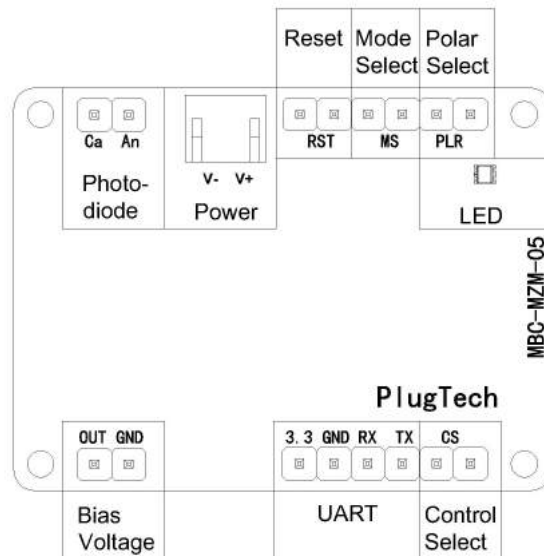 Reset Mode Select Polar Select
Ca An
RST MS PLR
Photo-
diode
V- V+
Power
LED
MBC-MZM-05
PlugTech
OUT GND
3.3 GND RX TX CS
Bias
Voltage
UART
Control
Select